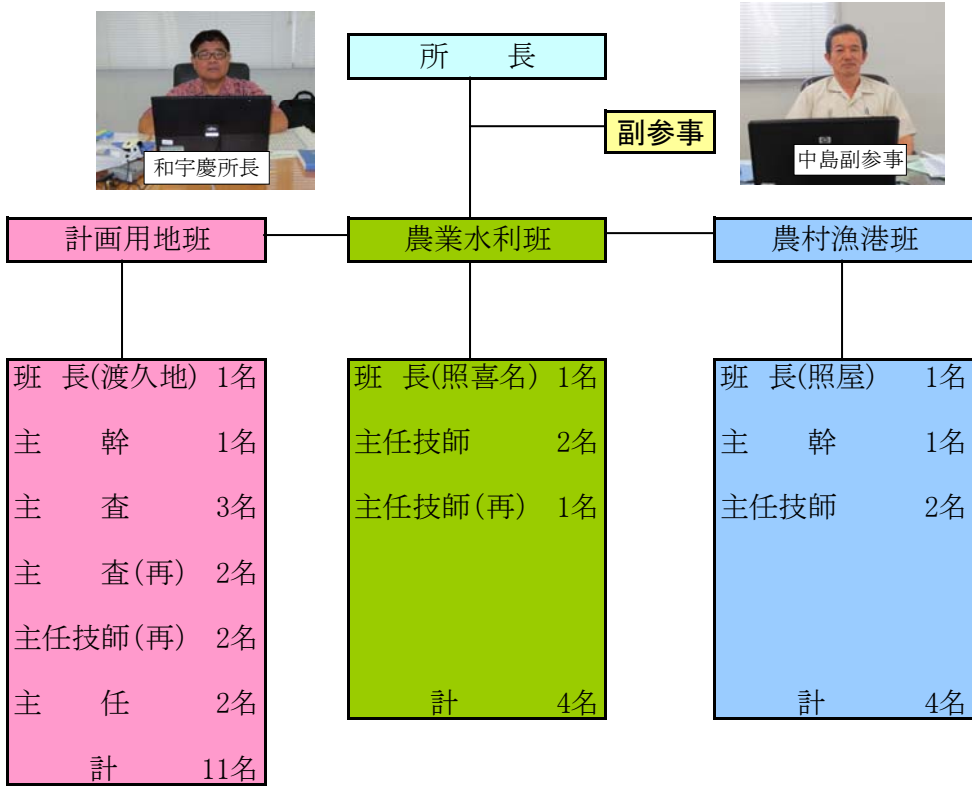 所　長
副参事
和宇慶所長
中島副参事
計画用地班
農業水利班
農村漁港班
班 長(渡久地) 1名
主　幹 1名
主　査 3名
主　査(再) 2名
主任技師(再) 2名
主　任 2名
計 11名
班 長(照喜名) 1名
主任技師 2名
主任技師(再) 1名
計 4名
班 長(照屋) 1名
主　幹 1名
主任技師 2名
計 4名